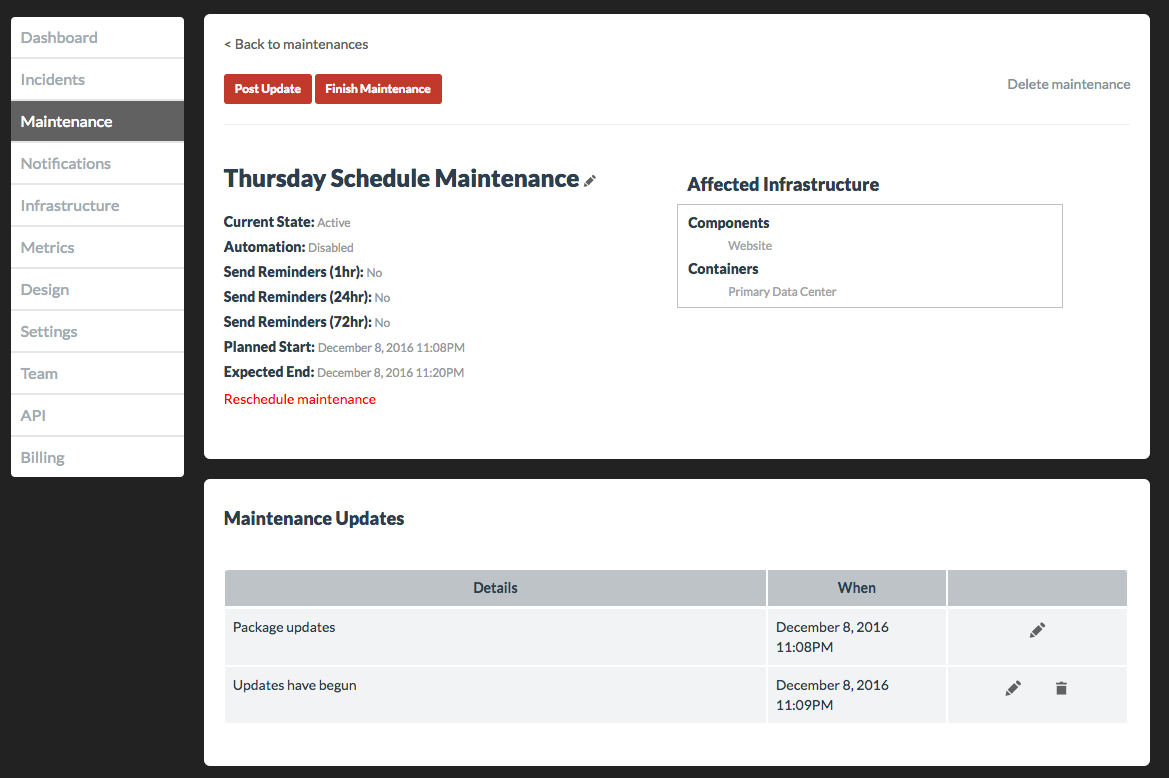 Dashboard
Incidents
Maintenance
Notifications
Infrastructure
Metrics
Design
Settings
Team
API
Billing
< Back to maintenances
Post Update
Finish Maintenance
Delete maintenance
Thursday Schedule Maintenance
Current State: Active
Automation: Disabled
Send Reminders (1hr): No
Send Reminders (24hr): No
Send Reminders (72hr): No
Planned Start: December 8, 2016 11:08PM
Expected End: December 8, 2016 11:20PM
Reschedule maintenance
Affected Infrastructure
Components
Website
Containers
Primary Data Center
Maintenance Updates
Details
When
Package updates
December 8, 2016
11:08PM
Updates have begun
December 8, 2016
11:09PM